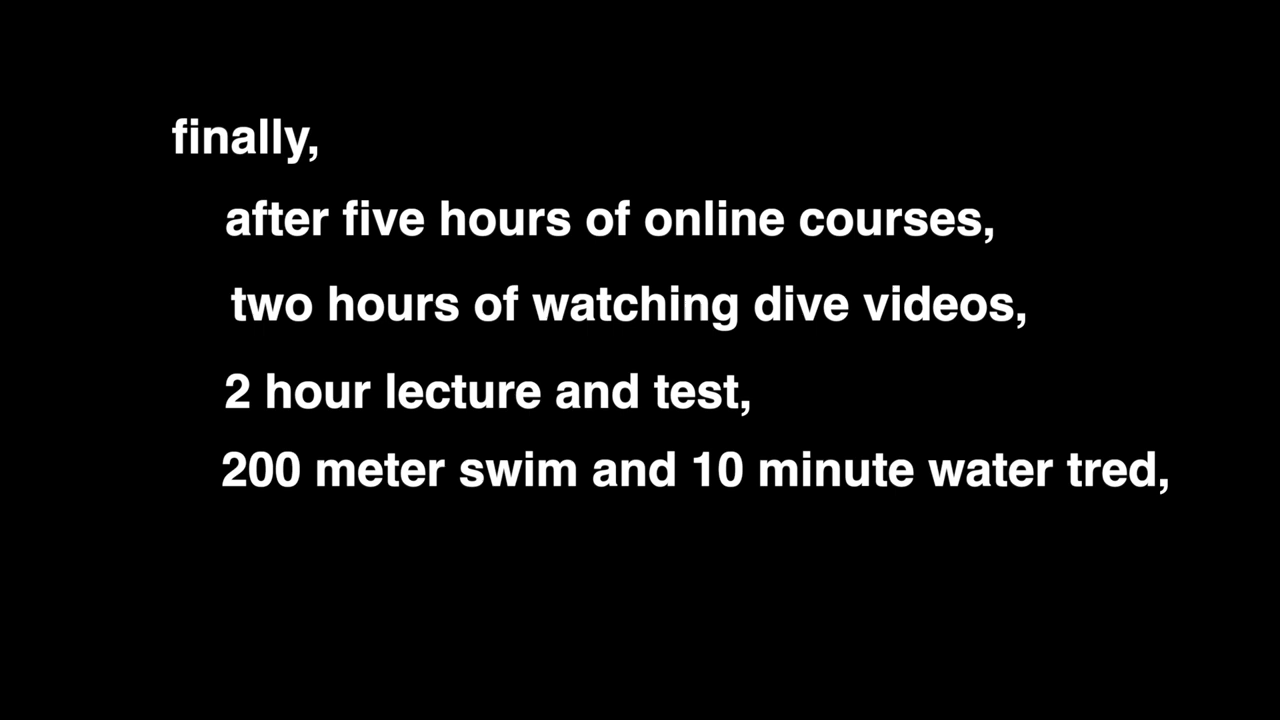 finally,
after five hours of online courses,
two hours of watching dive videos,
2 hour lecture and test,
200 meter swim and 10 minute water tred,